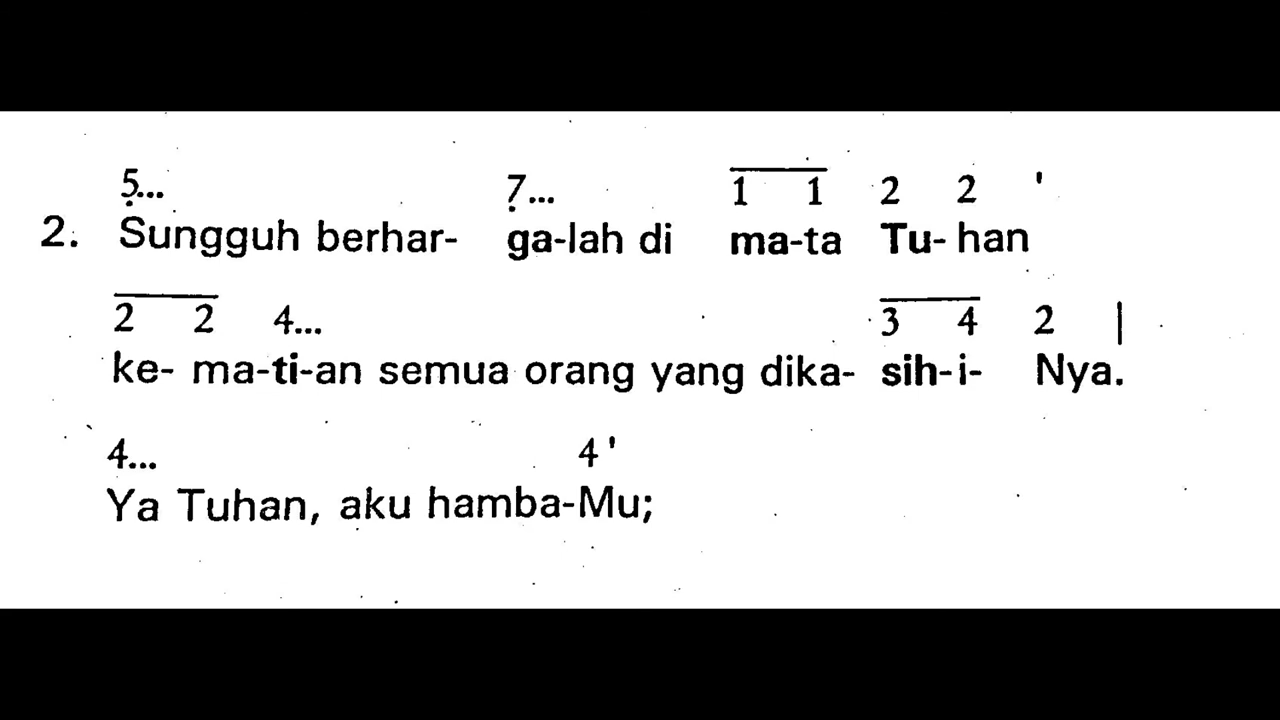 5... 7... 1 1 2 2 '
2. Sungguh berhar- ga-lah di ma-ta Tu- han
2 2 4... 3 4 2 |
ke- ma-ti-an semua orang yang dika- sih-i- Nya.
4... 4 '
Ya Tuhan, aku hamba-Mu;